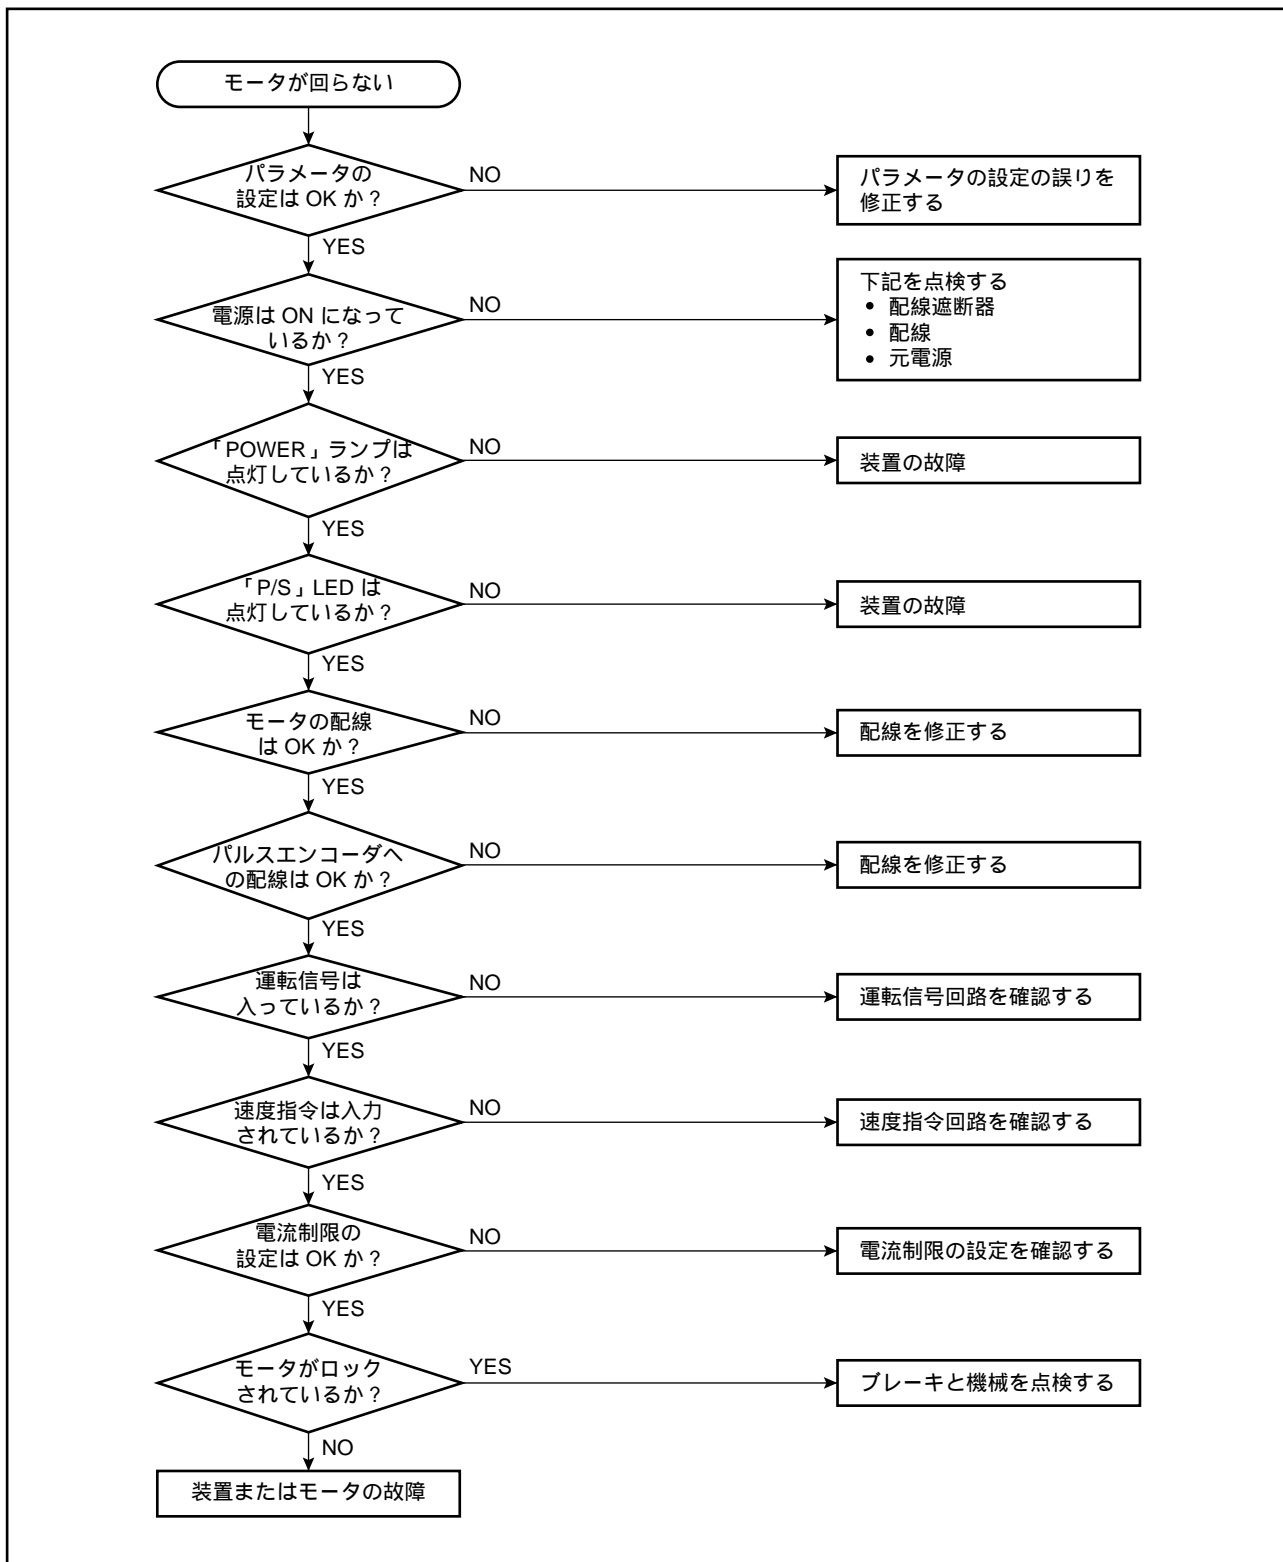 モータが回らない
パラメータの
設定は OK か？
NO
パラメータの設定の誤りを
修正する
YES
電源は ON になって
いるか？
NO
下記を点検する
• 配線遮断器
• 配線
• 元電源
YES
「POWER」ランプは
点灯しているか？
NO
装置の故障
YES
「P/S」LED は
点灯しているか？
NO
装置の故障
YES
モータの配線
は OK か？
NO
配線を修正する
YES
パルスエンコーダへ
の配線は OK か？
NO
配線を修正する
YES
運転信号は
入っているか？
NO
運転信号回路を確認する
YES
速度指令は入力
されているか？
NO
速度指令回路を確認する
YES
電流制限の
設定は OK か？
NO
電流制限の設定を確認する
YES
モータがロック
されているか？
YES
ブレーキと機械を点検する
NO
装置またはモータの故障